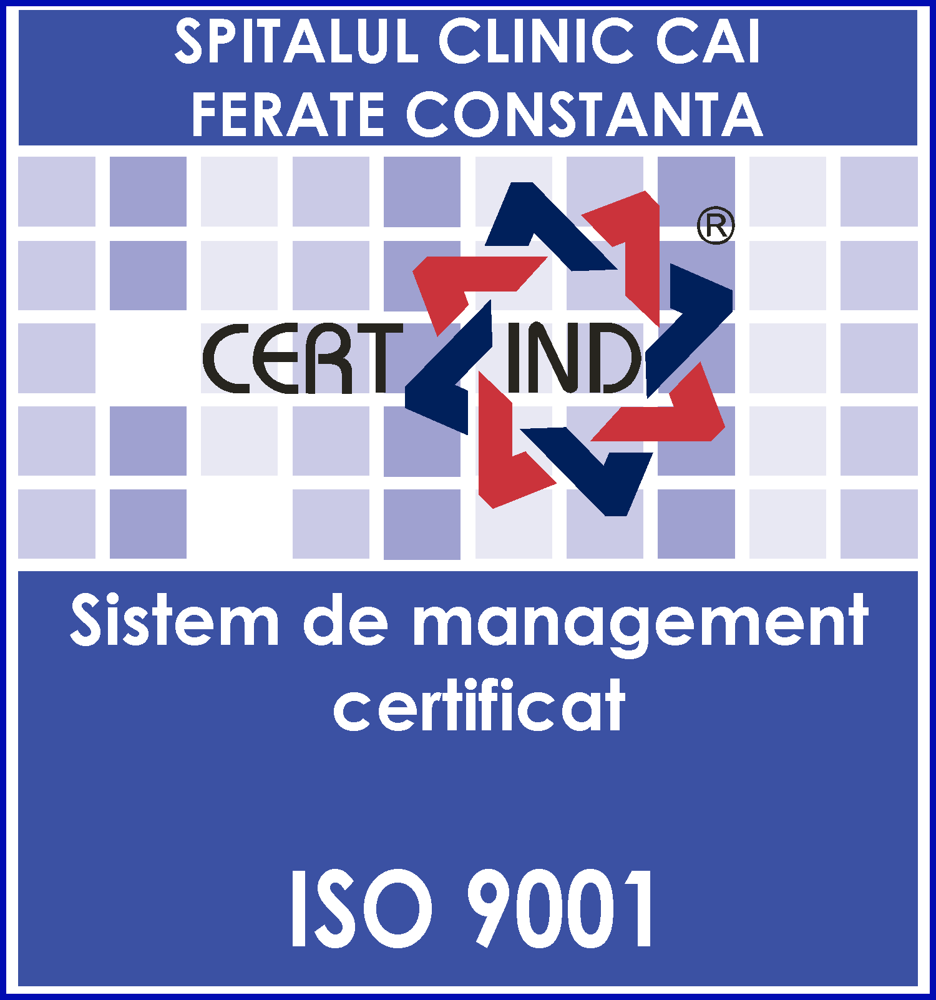 SPITALUL CLINIC CAI
FERATE CONSTANTA
®
CERT IND
Sistem de management
certificat
ISO 9001